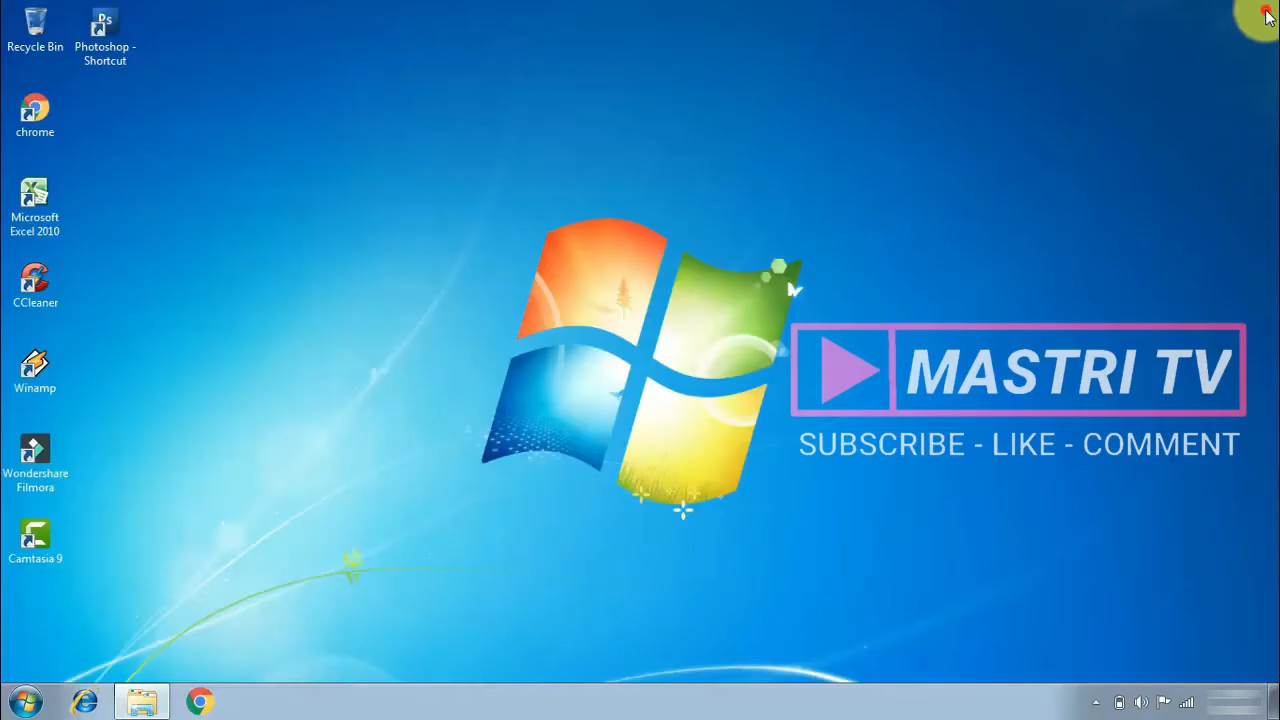 Recycle Bin
Photoshop -
Shortcut
chrome
Microsoft
Excel 2010
CCleaner
Winamp
Wondershare
Filmora
Camtasia 9
MASTRI TV
SUBSCRIBE - LIKE - COMMENT